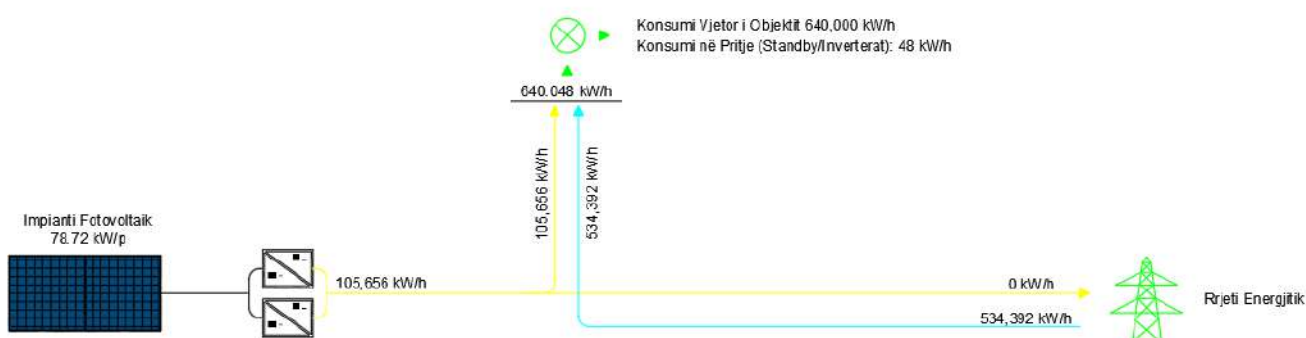 Konsumi Vjetor i Objektit 640,000 kW/h
Konsumi në Pritje (Standby/Inverterat): 48 kW/h
640.048 kW/h
105,656 kW/h
534,392 kW/h
Impianti Fotovoltaik
78.72 kW/p
105,656 kW/h
0 kW/h
534,392 kW/h
Rrjeti Energjitik